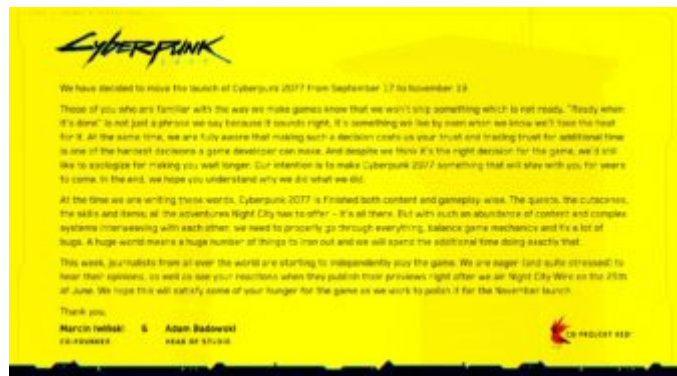 Cyberpunk
2077
We have decided to move the launch of Cyberpunk 2077 from September 17 to November 19.
Those of you who are familiar with the way we make games know that we won't ship something which is not ready. "Ready when
it's done" is not just a phrase we say because it sounds right, it's something we live by even when we know we'll take the heat
for it. At the same time, we are fully aware that making such a decision costs us your trust and trading trust for additional time
is one of the hardest decisions a game developer can make. And despite we think it's the right decision for the game, we'd still
like to apologize for making you wait longer. Our intention is to make Cyberpunk 2077 something that will stay with you for years
to come. In the end, we hope you understand why we did what we did.
At the time we are writing these words, Cyberpunk 2077 is finished both content and gameplay-wise. The quests, the cutscenes,
the skills and items; all the adventures Night City has to offer – it's all there. But with such an abundance of content and complex
systems interweaving with each other, we need to properly go through everything, balance game mechanics and fix a lot of
bugs. A huge world means a huge number of things to iron out and we will spend the additional time doing exactly that.
This week, journalists from all over the world are starting to independently play the game. We are eager (and quite stressed!) to
hear their opinions, as well as see your reactions when they publish their previews right after we air Night City Wire on the 25th
of June. We hope this will satisfy some of your hunger for the game as we work to polish it for the November launch.
Thank you,
Marcin Iwiński & Adam Badowski
CO-FOUNDER HEAD OF STUDIO
CD PROJEKT RED